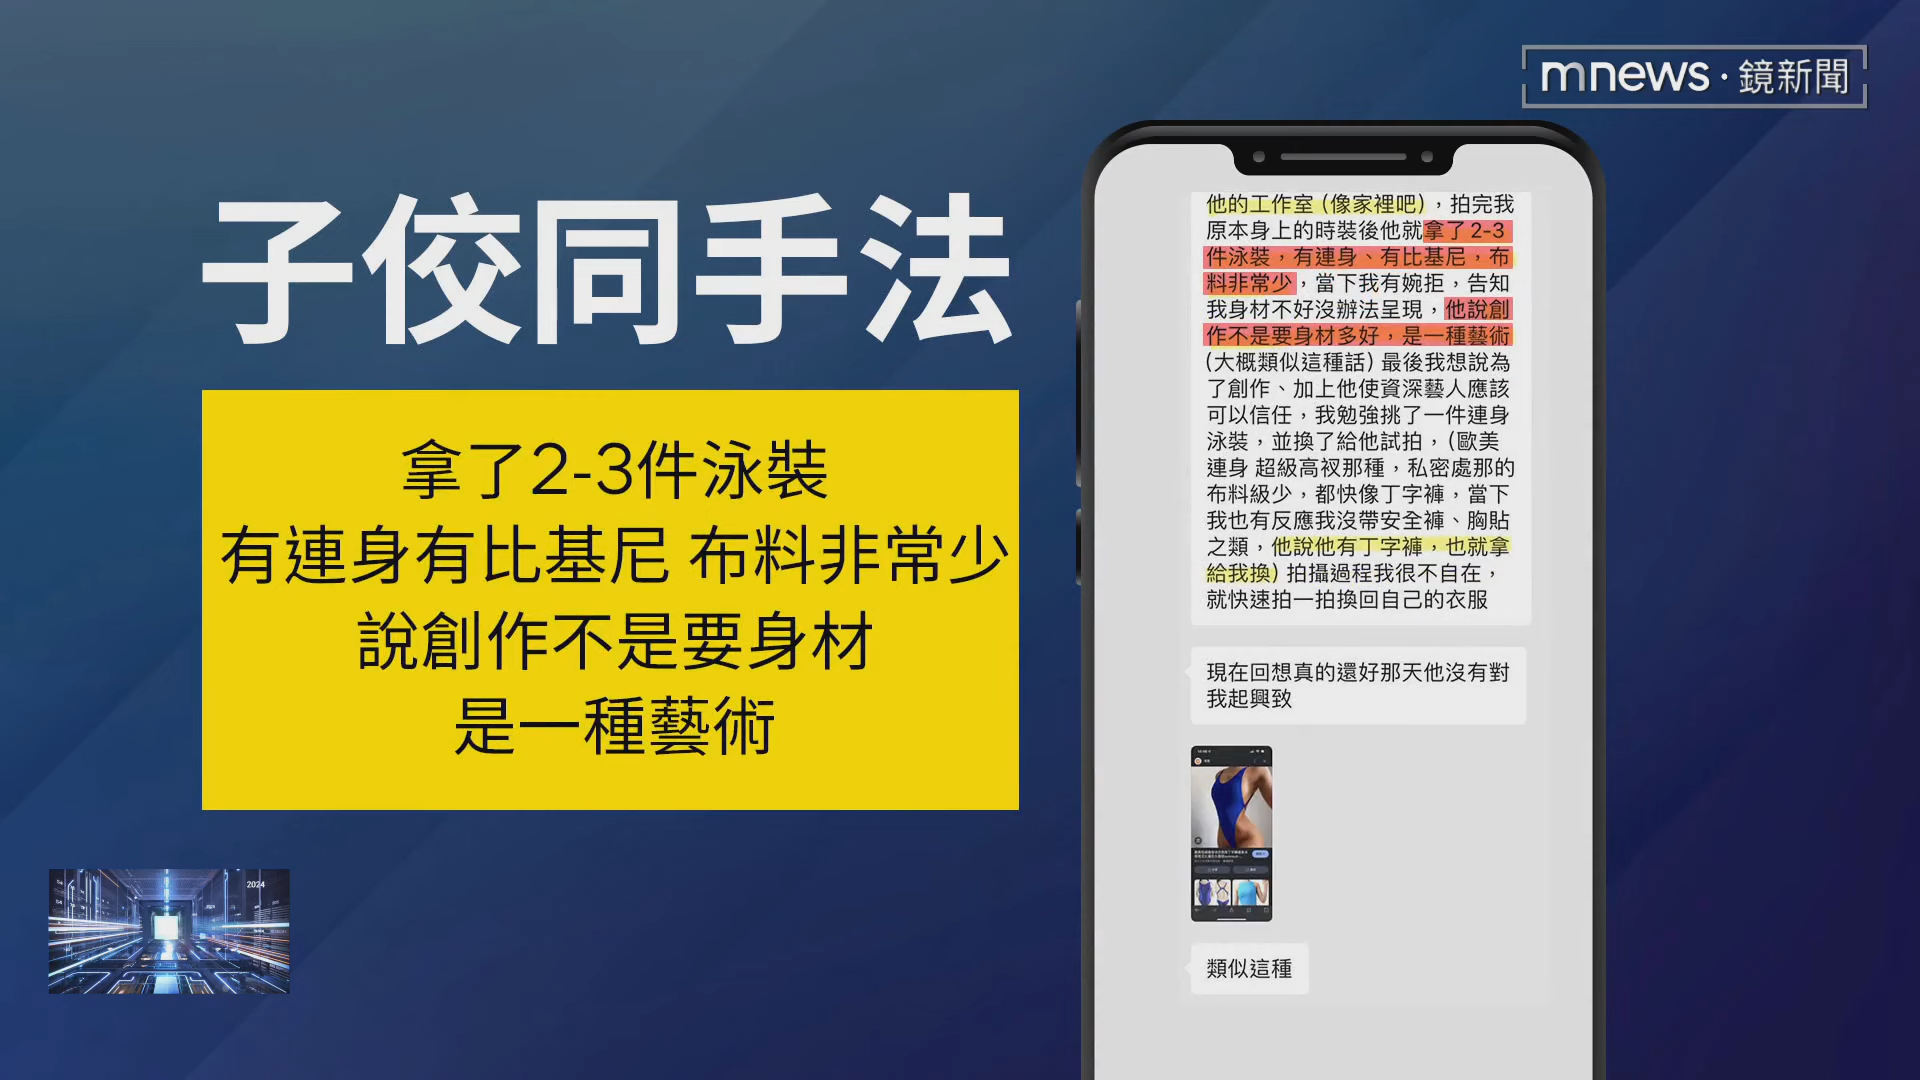 mnews·鏡新聞
子佼同手法
拿了2-3件泳裝
有連身有比基尼 布料非常少
說創作不是要身材
是一種藝術
2024
他的工作室（像家裡吧），拍完我
原本身上的時裝後他就拿了2-3
件泳裝，有連身、有比基尼，布
料非常少，當下我有婉拒，告知
我身材不好沒辦法呈現，他說創
作不是要身材多好，是一種藝術
（大概類似這種話）最後我想說為
了創作、加上他使資深藝人應該
可以信任，我勉強挑了一件連身
泳裝，並換了給他試拍，（歐美
連身 超級高衩那種，私密處那的
布料級少，都快像丁字褲，當下
我也有反應我沒帶安全褲、胸貼
之類，他說他有丁字褲，也就拿
給我換）拍攝過程我很不自在，
就快速拍一拍換回自己的衣服
現在回想真的還好那天他沒有對
我起興致
類似這種